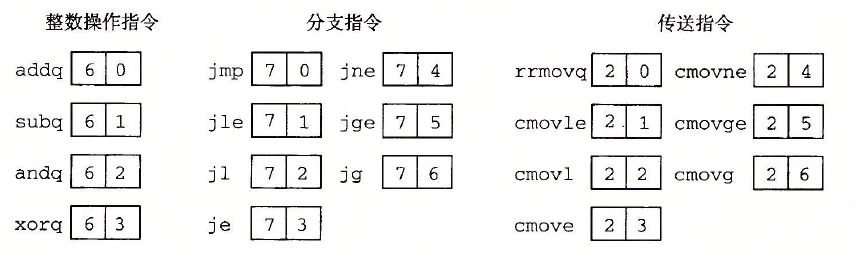 整数操作指令 分支指令 传送指令
addq 6 0 jmp 7 0 jne 7 4 rrmovq 2 0 cmovne 2 4
subq 6 1 jle 7 1 jge 7 5 cmovle 2 1 cmovge 2 5
andq 6 2 jl 7 2 jg 7 6 cmovl 2 2 cmovg 2 6
xorq 6 3 je 7 3 cmove 2 3